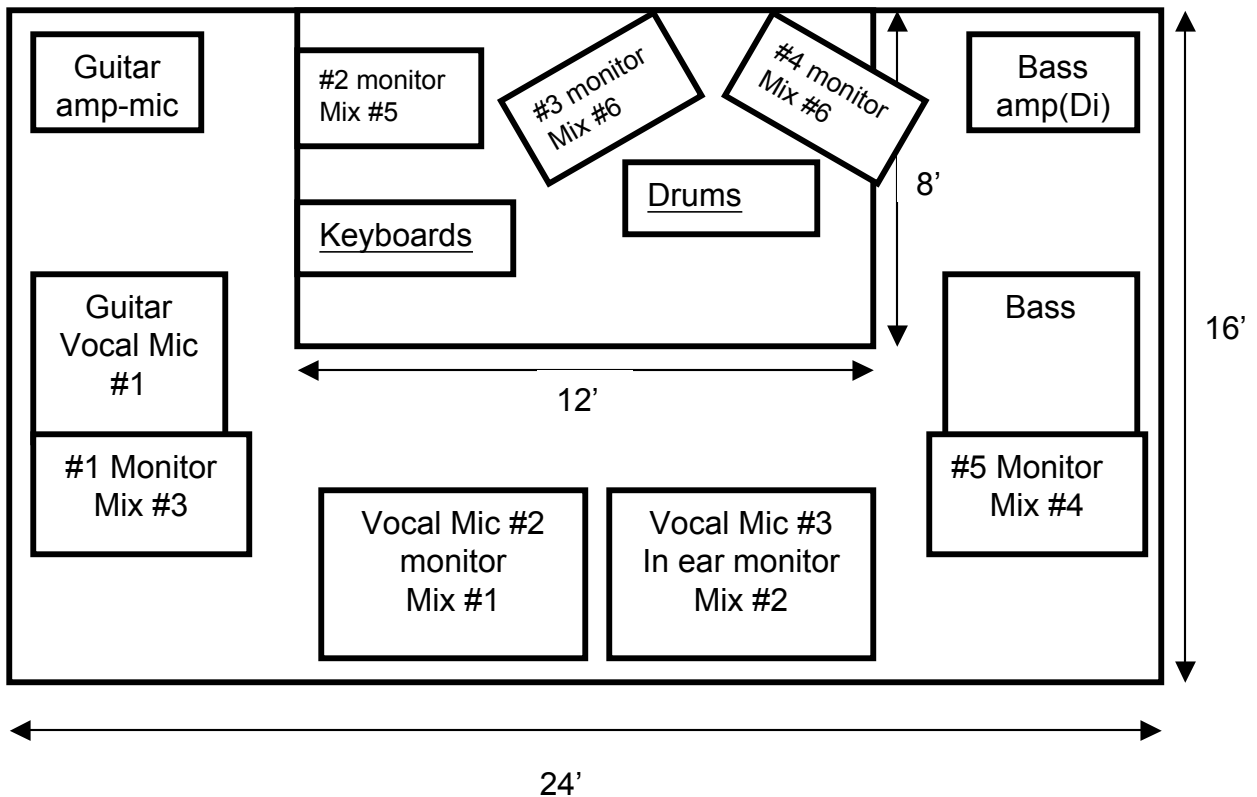 Guitar
amp-mic
#2 monitor
Mix #5
#3 monitor
Mix #6
#4 monitor
Mix #6
Bass
amp(Di)
8’
Drums
Keyboards
Guitar
Vocal Mic
#1
Bass
16’
12’
#1 Monitor
Mix #3
#5 Monitor
Mix #4
Vocal Mic #2
monitor
Mix #1
Vocal Mic #3
In ear monitor
Mix #2
24’